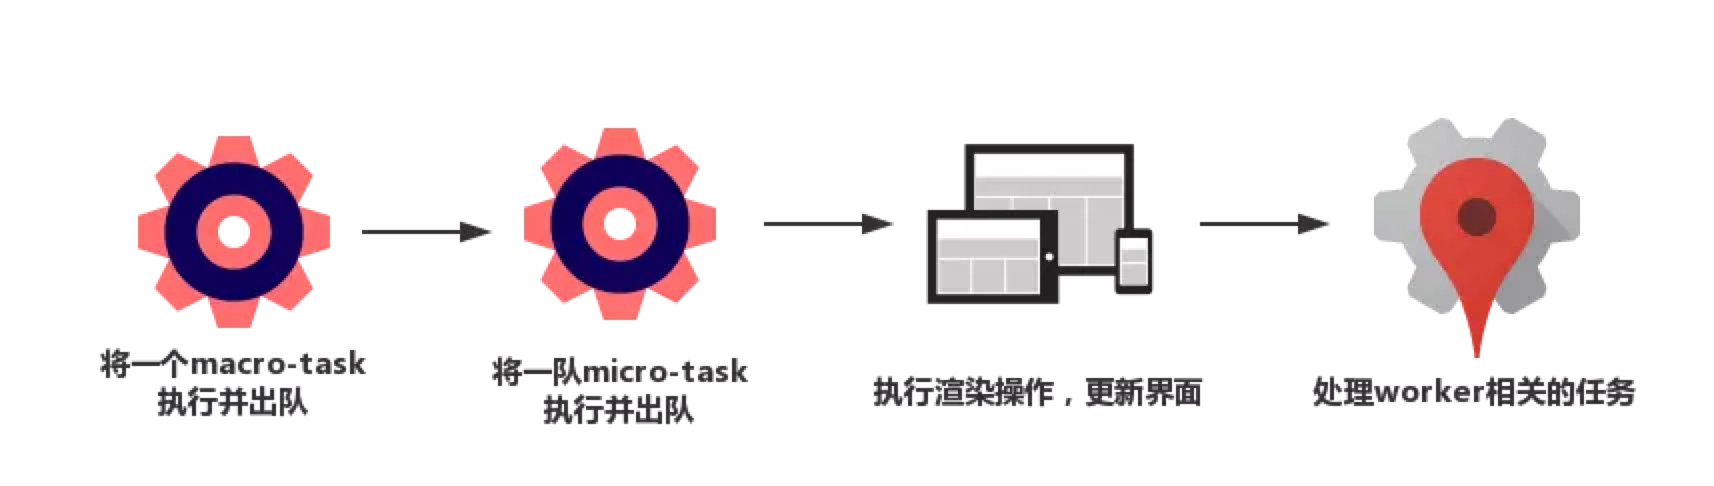 将一个macro-task
执行并出队
将一队micro-task
执行并出队
执行渲染操作，更新界面
处理worker相关的任务